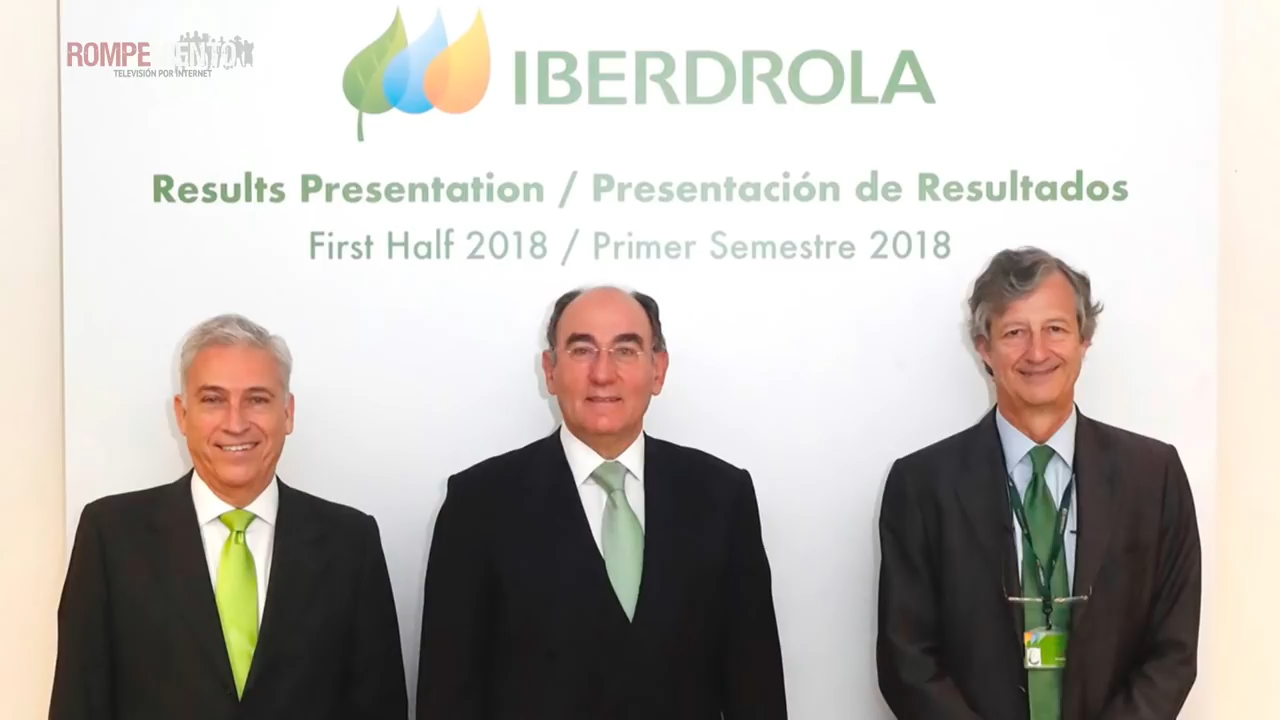 ROMPE
TELEVISIÓN POR INTERNET
IBERDROLA
Results Presentation / Presentación de Resultados
First Half 2018 / Primer Semestre 2018